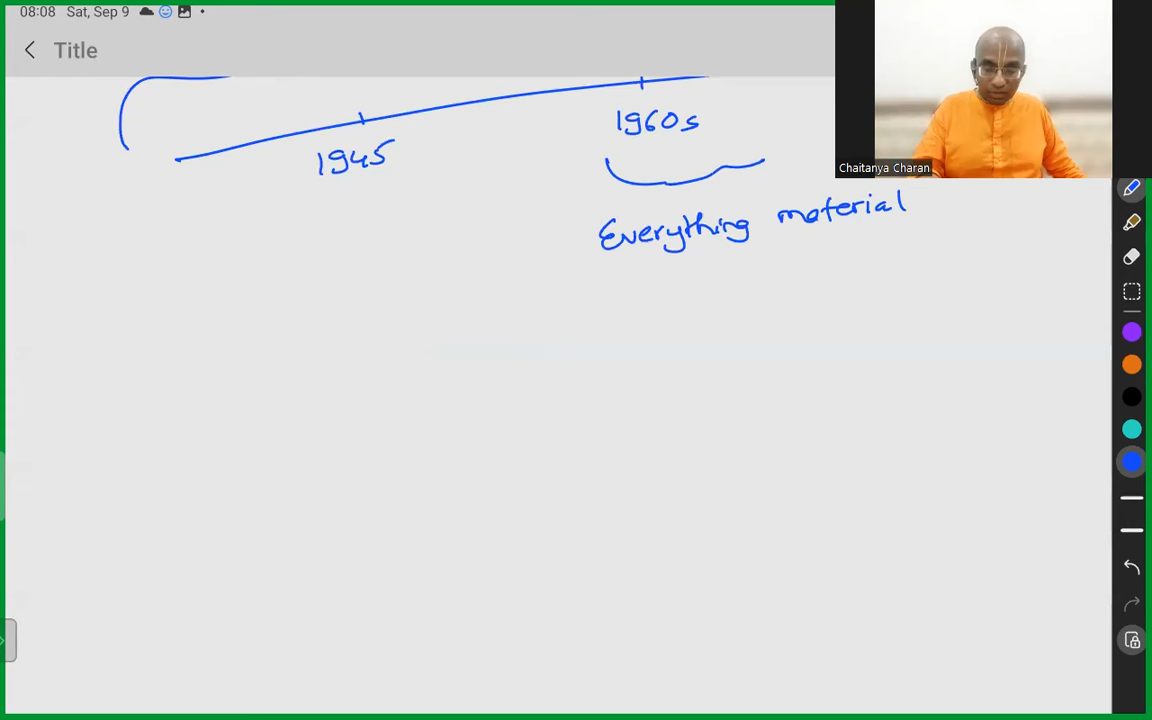 08:08 Sat, Sep 9
Title
1945
1960s
Everything material
Chaitanya Charan